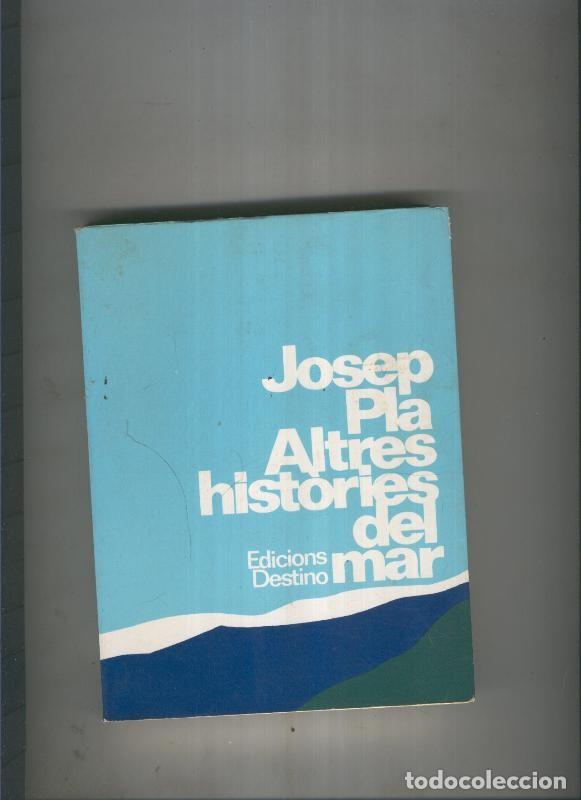 Josep
Pla
Altres
històries
del
mar
Edicions
Destino
todocoleccion